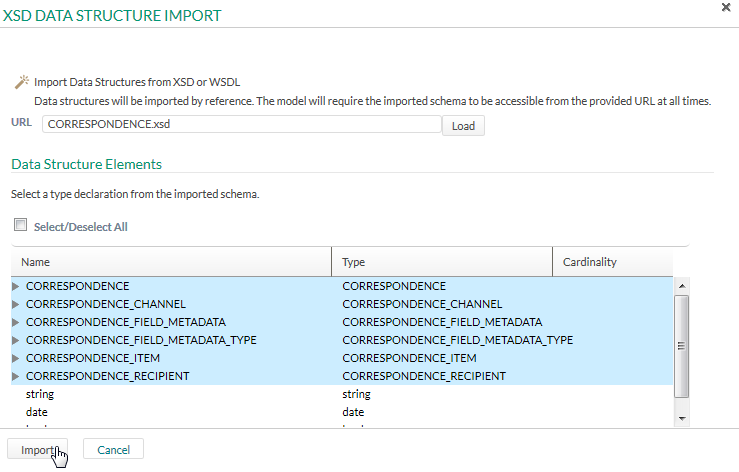 XSD DATA STRUCTURE IMPORT
Import Data Structures from XSD or WSDL
Data structures will be imported by reference. The model will require the imported schema to be accessible from the provided URL at all times.
URL CORRESPONDENCE.xsd Load
Data Structure Elements
Select a type declaration from the imported schema.
Select/Deselect All
Name Type Cardinality
CORRESPONDENCE CORRESPONDENCE
CORRESPONDENCE_CHANNEL CORRESPONDENCE_CHANNEL
CORRESPONDENCE_FIELD_METADATA CORRESPONDENCE_FIELD_METADATA
CORRESPONDENCE_FIELD_METADATA_TYPE CORRESPONDENCE_FIELD_METADATA_TYPE
CORRESPONDENCE_ITEM CORRESPONDENCE_ITEM
CORRESPONDENCE_RECIPIENT CORRESPONDENCE_RECIPIENT
string string
date date
Import Cancel